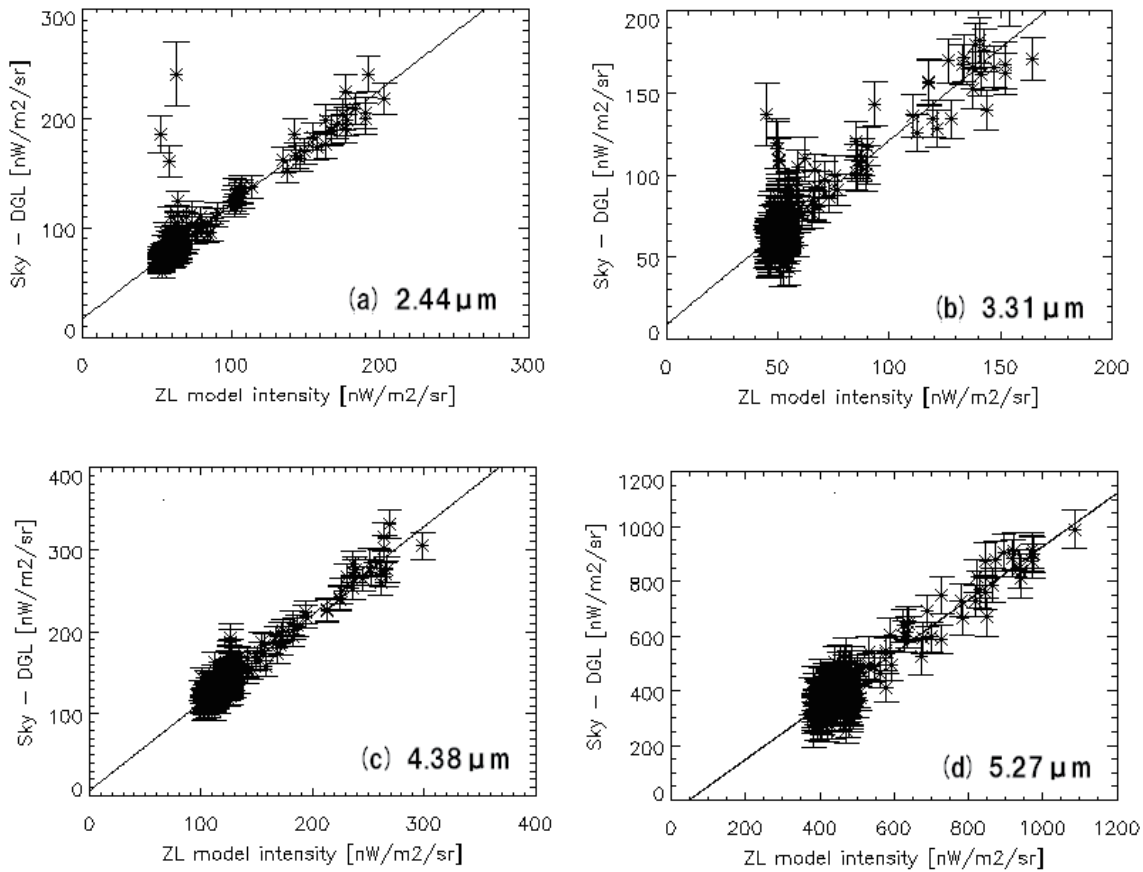 300
200
100
0
Sky – DGL [nW/m2/sr]
(a) 2.44 μm
0 100 200 300
ZL model intensity [nW/m2/sr]
200
150
100
50
0
Sky – DGL [nW/m2/sr]
(b) 3.31 μm
0 50 100 150 200
ZL model intensity [nW/m2/sr]
400
300
200
100
0
Sky – DGL [nW/m2/sr]
(c) 4.38 μm
0 100 200 300 400
ZL model intensity [nW/m2/sr]
1200
1000
800
600
400
200
0
Sky – DGL [nW/m2/sr]
(d) 5.27 μm
0 200 400 600 800 1000 1200
ZL model intensity [nW/m2/sr]